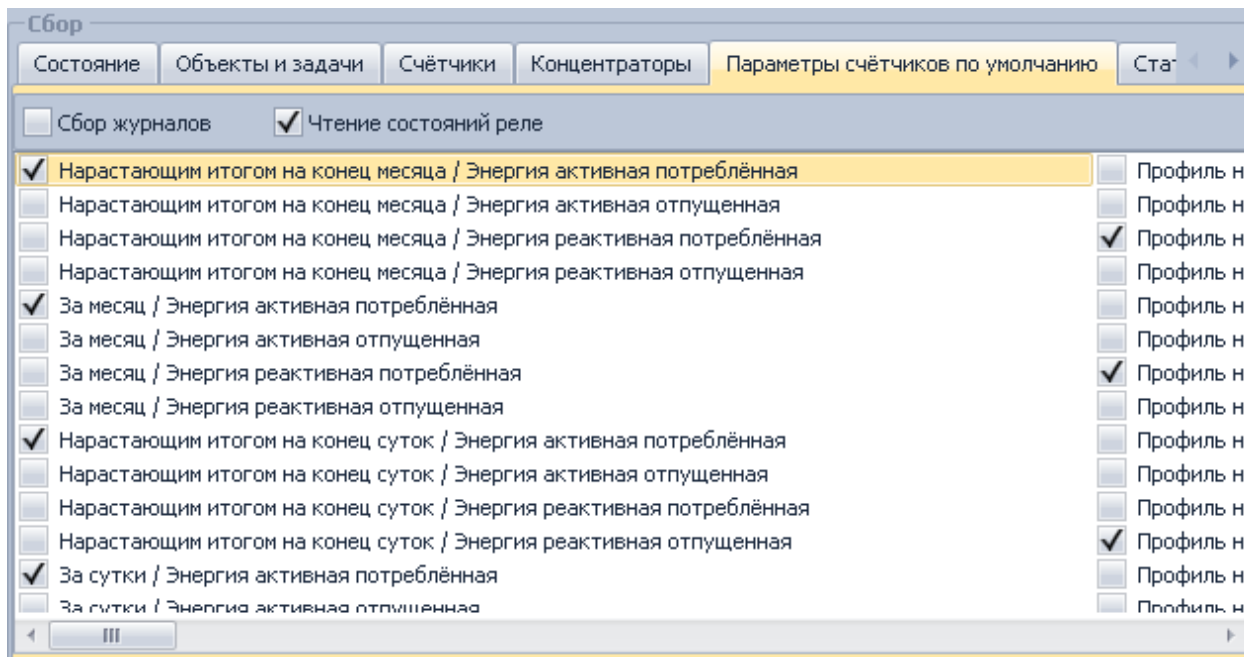 Сбор
Состояние Объекты и задачи Счётчики Концентраторы Параметры счётчиков по умолчанию
Сбор журналов Чтение состояний реле
Нарастающим итогом на конец месяца / Энергия активная потреблённая Профиль
Нарастающим итогом на конец месяца / Энергия активная отпущенная Профиль
Нарастающим итогом на конец месяца / Энергия реактивная потреблённая Профиль
Нарастающим итогом на конец месяца / Энергия реактивная отпущенная Профиль
За месяц / Энергия активная потреблённая Профиль
За месяц / Энергия активная отпущенная Профиль
За месяц / Энергия реактивная потреблённая Профиль
За месяц / Энергия реактивная отпущенная Профиль
Нарастающим итогом на конец суток / Энергия активная потреблённая Профиль
Нарастающим итогом на конец суток / Энергия активная отпущенная Профиль
Нарастающим итогом на конец суток / Энергия реактивная потреблённая Профиль
Нарастающим итогом на конец суток / Энергия реактивная отпущенная Профиль
За сутки / Энергия активная потреблённая Профиль
За сутки / Энергия активная отпущенная Профиль